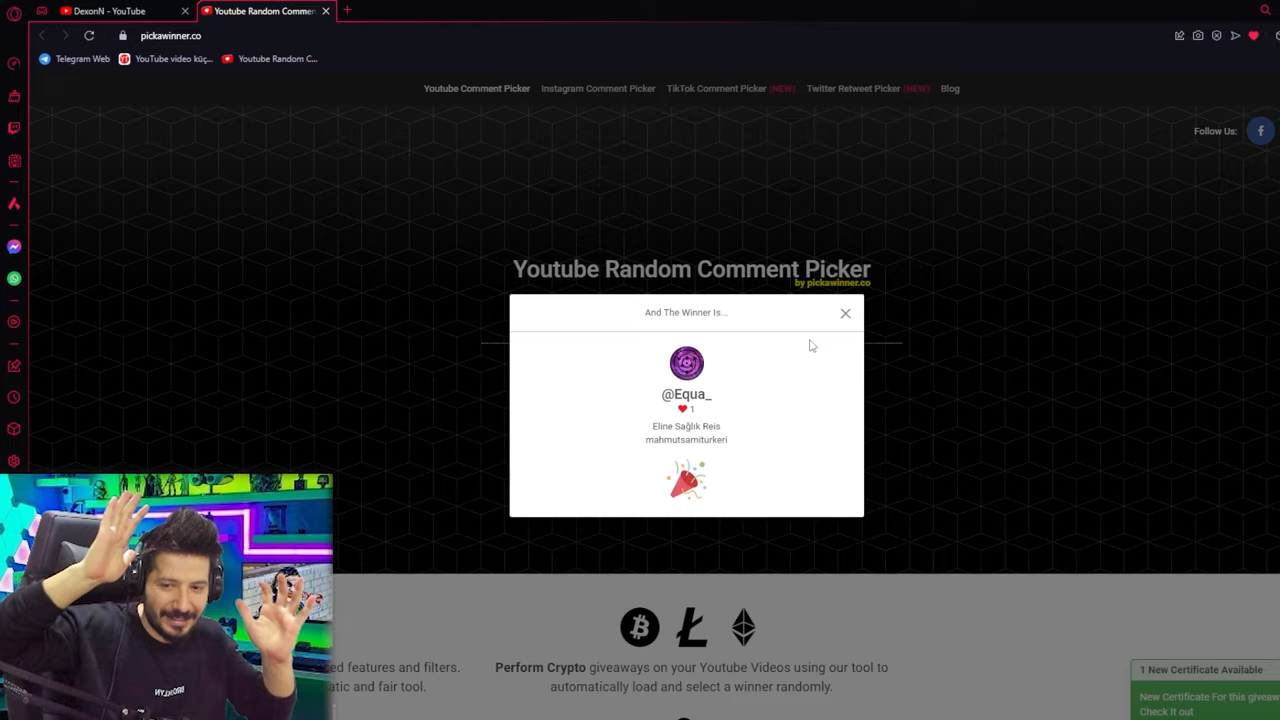 DexonN - YouTube
Youtube Random Commen
pickawinner.co
Telegram Web
YouTube video küç...
Youtube Random C...
Youtube Comment Picker
Instagram Comment Picker
TikTok Comment Picker (NEW)
Twitter Retweet Picker (NEW)
Blog
Follow Us:
Youtube Random Comment Picker
by pickawinner.co
And The Winner Is...
@Equa_
1
Eline Sağlık Reis
mahmutsamiturkeri
ed features and filters.
atic and fair tool.
Perform Crypto giveaways on your Youtube Videos using our tool to
automatically load and select a winner randomly.
1 New Certificate Available
New Certificate For this giveaw
Check It out